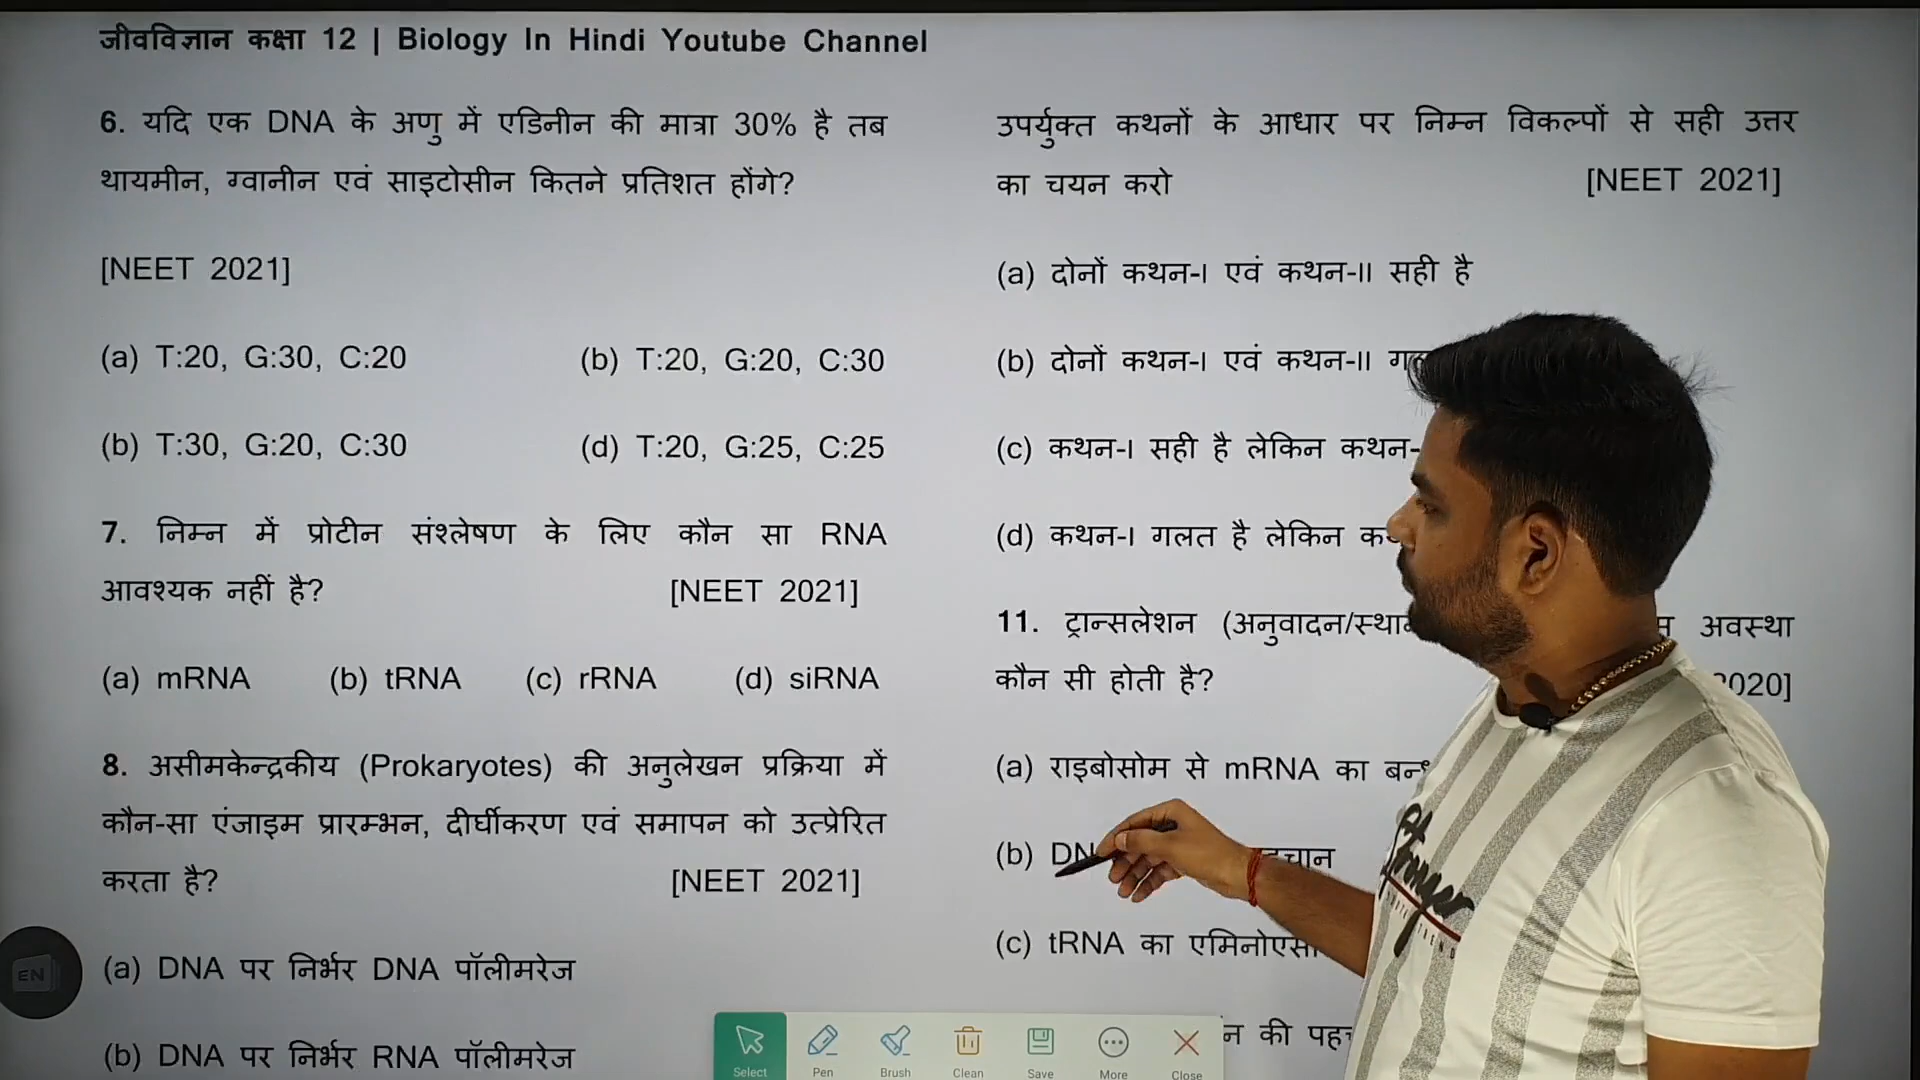 जीवविज्ञान कक्षा 12 | Biology In Hindi Youtube Channel
6. यदि एक DNA के अणु में एडिनीन की मात्रा 30% है तब
थायमीन, ग्वानीन एवं साइटोसीन कितने प्रतिशत होंगे?
[NEET 2021]
(a) T:20, G:30, C:20 (b) T:20, G:20, C:30
(b) T:30, G:20, C:30 (d) T:20, G:25, C:25
7. निम्न में प्रोटीन संश्लेषण के लिए कौन सा RNA
आवश्यक नहीं है? [NEET 2021]
(a) mRNA (b) tRNA (c) rRNA (d) siRNA
8. असीमकेन्द्रकीय (Prokaryotes) की अनुलेखन प्रक्रिया में
कौन-सा एंजाइम प्रारम्भन, दीर्घीकरण एवं समापन को उत्प्रेरित
करता है? [NEET 2021]
(a) DNA पर निर्भर DNA पॉलीमरेज
(b) DNA पर निर्भर RNA पॉलीमरेज
उपर्युक्त कथनों के आधार पर निम्न विकल्पों से सही उत्तर
का चयन करो [NEET 2021]
(a) दोनों कथन-I एवं कथन-II सही है
(b) दोनों कथन-I एवं कथन-II
(c) कथन-I सही है लेकिन कथन-
(d) कथन-I गलत है लेकिन
11. ट्रान्सलेशन (अनुवादन/ अवस्था
कौन सी होती है? 2020]
(a) राइबोसोम से mRNA का
(b)
(c) tRNA का
की
EN
Select Pen Brush Clean Save More Close
Stronger